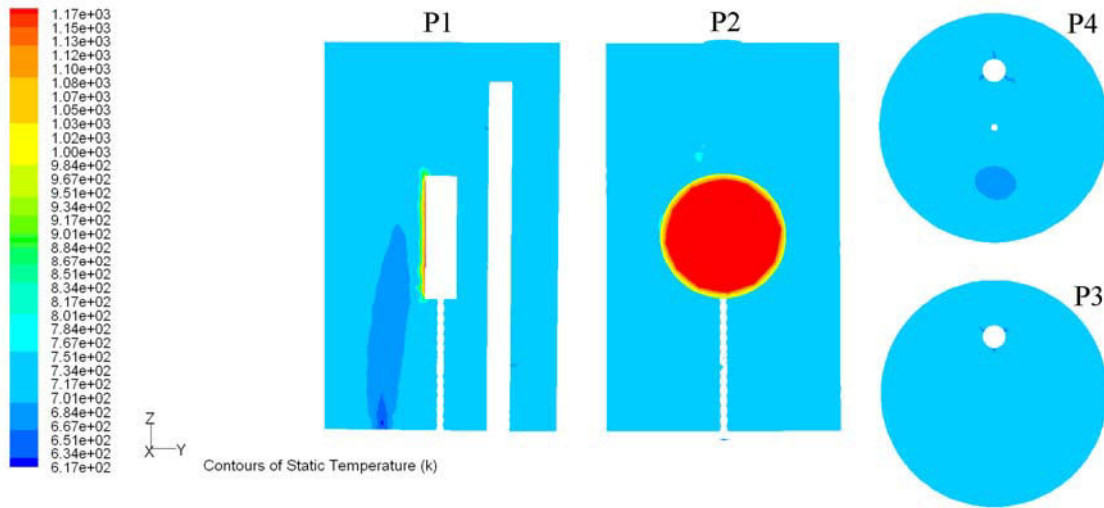 1.17e+03
1.15e+03
1.13e+03
1.12e+03
1.10e+03
1.08e+03
1.07e+03
1.05e+03
1.03e+03
1.02e+03
1.00e+03
9.84e+02
9.67e+02
9.51e+02
9.34e+02
9.17e+02
9.01e+02
8.84e+02
8.67e+02
8.51e+02
8.34e+02
8.17e+02
8.01e+02
7.84e+02
7.67e+02
7.51e+02
7.34e+02
7.17e+02
7.01e+02
6.84e+02
6.67e+02
6.51e+02
6.34e+02
6.17e+02
P1
P2
P4
P3
Z
X
Y
Contours of Static Temperature (k)